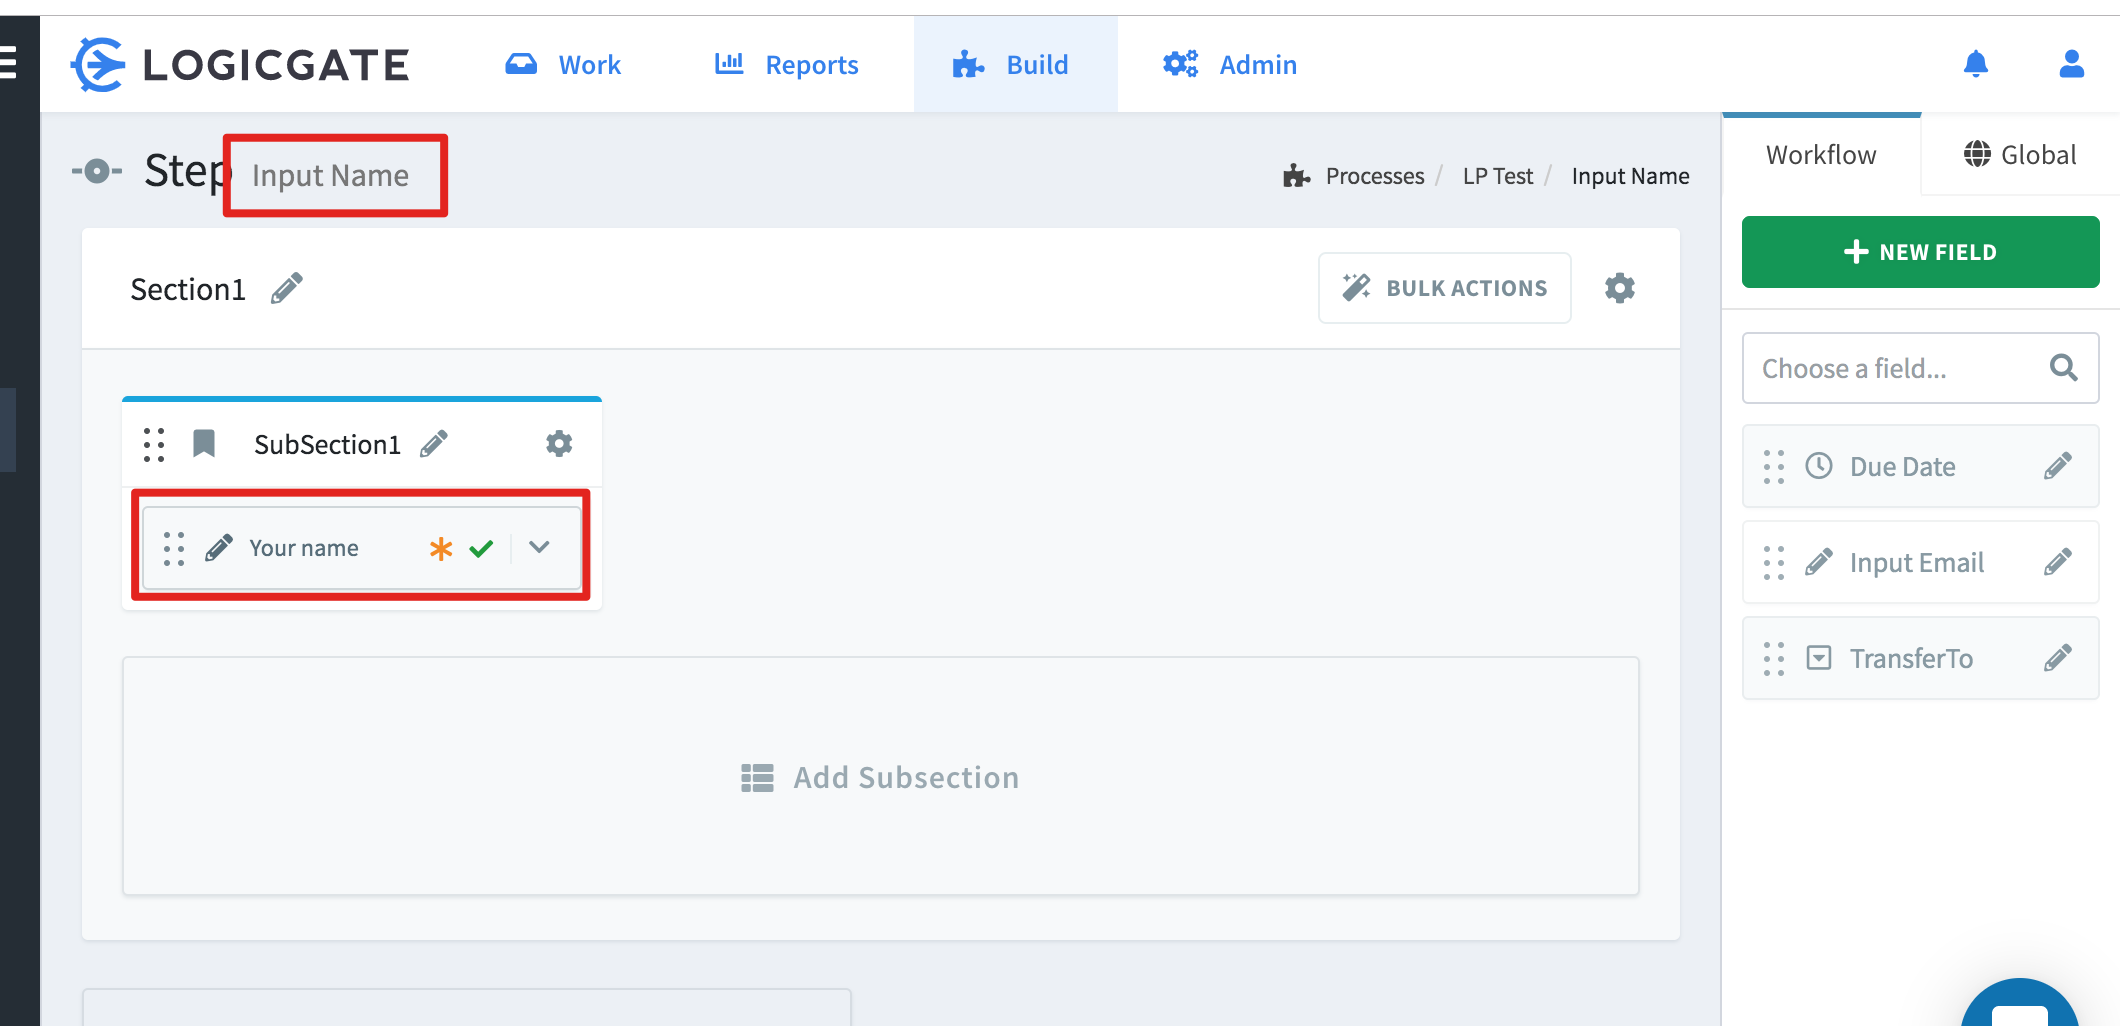 LOGICGATE
Work
Reports
Build
Admin
Step Input Name
Processes / LP Test / Input Name
Workflow
Global
NEW FIELD
Section1
BULK ACTIONS
Choose a field...
SubSection1
Due Date
Your name
Input Email
TransferTo
Add Subsection